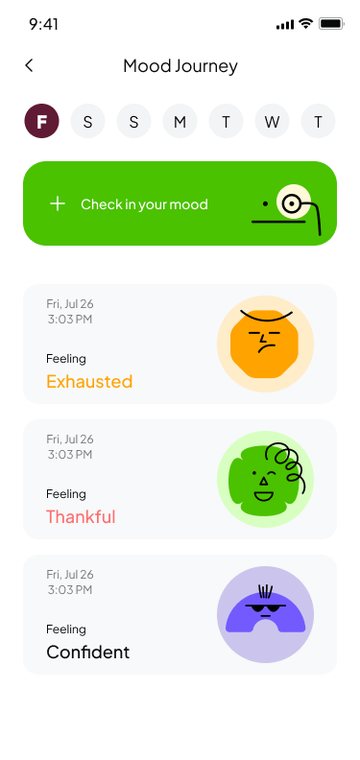 9:41
Mood Journey
F S S M T W T
Check in your mood
Fri, Jul 26
3:03 PM
Feeling
Exhausted
Fri, Jul 26
3:03 PM
Feeling
Thankful
Fri, Jul 26
3:03 PM
Feeling
Confident